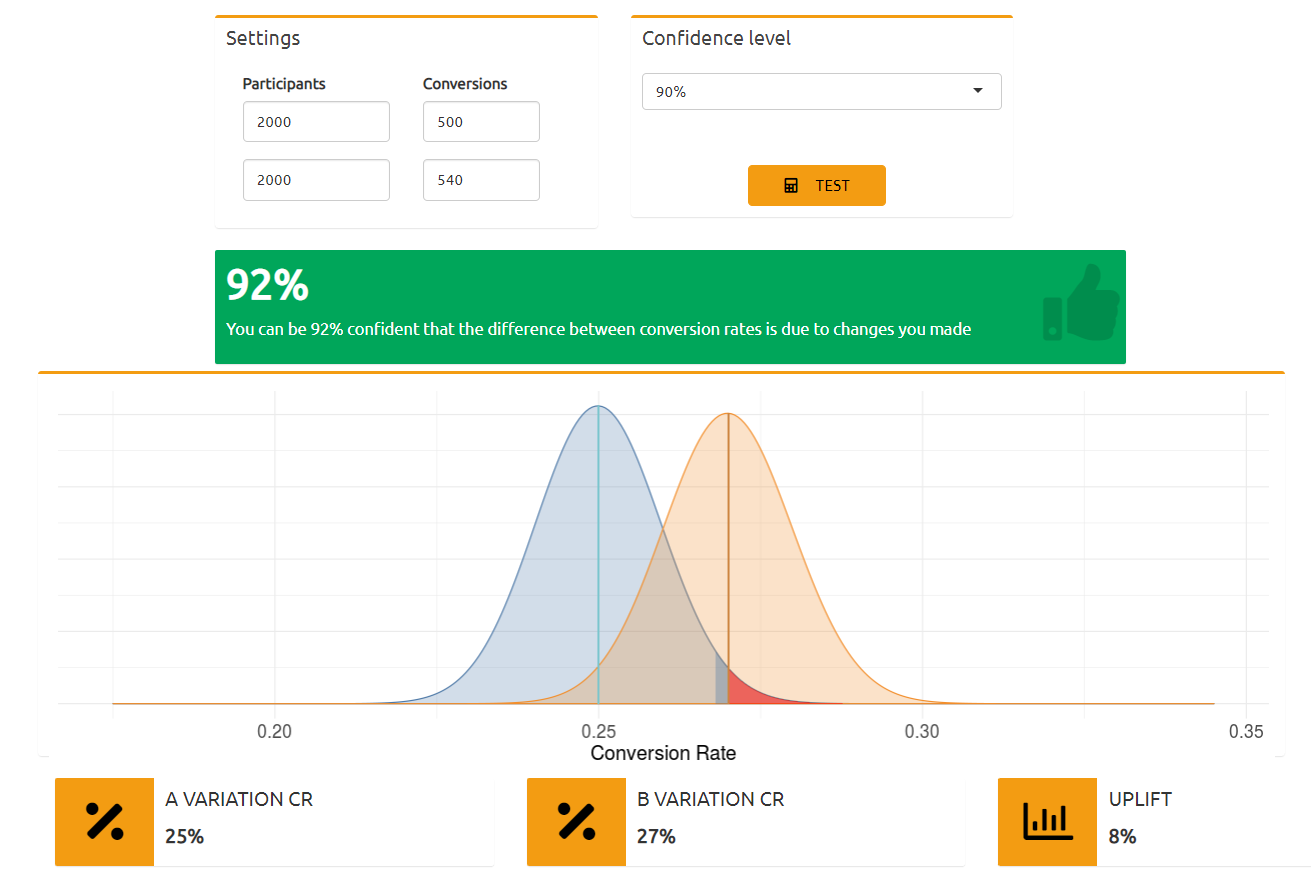 Settings
Confidence level
Participants Conversions
90%
2000 500
2000 540
TEST
92%
You can be 92% confident that the difference between conversion rates is due to changes you made
0.20 0.25 0.30 0.35
Conversion Rate
A VARIATION CR
25%
B VARIATION CR
27%
UPLIFT
8%